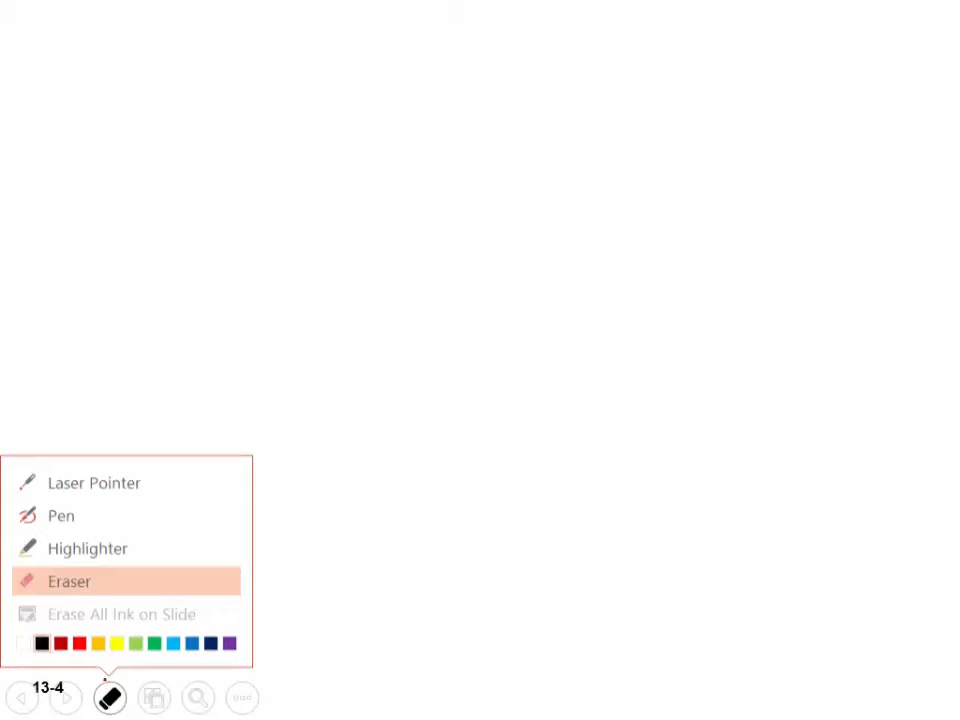 Laser Pointer
Pen
Highlighter
Eraser
Erase All Ink on Slide
13-4